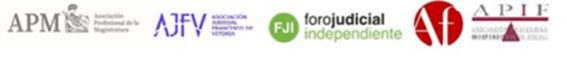 APM
Asociación
Profesional de la
Magistratura
AJFV
ASOCIACIÓN
JUDICIAL
FRANCISCO DE
VITORIA
FJI
forojudicial
independiente
Af
APIF